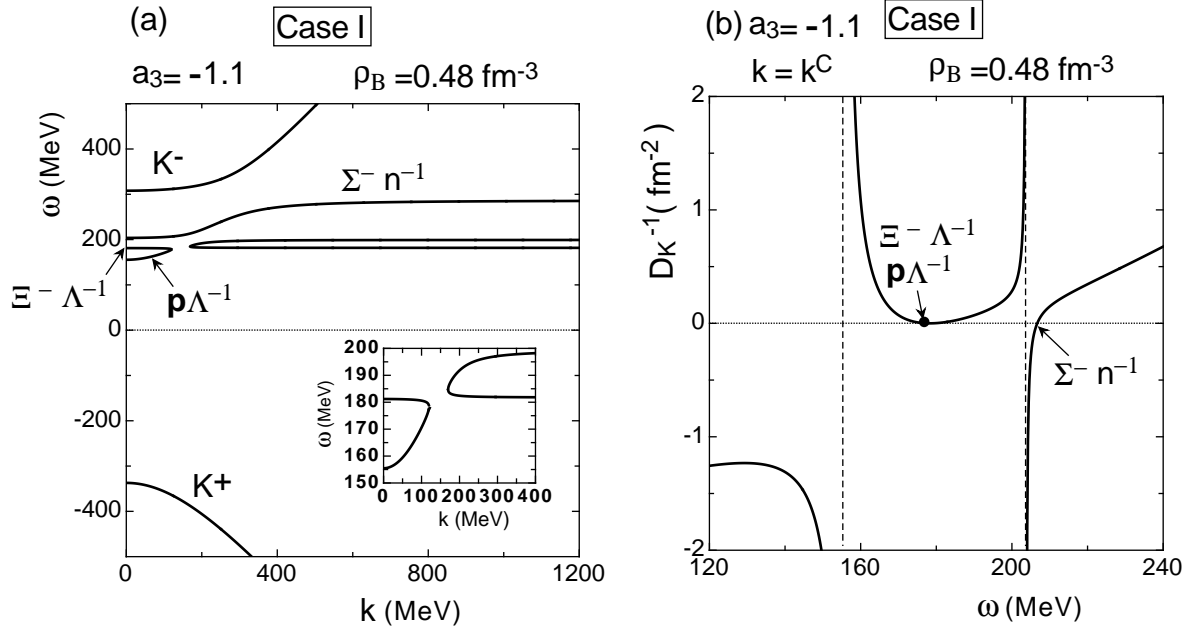 (a)
Case I
a₃= -1.1
ρB =0.48 fm⁻³
ω (MeV)
400
200
0
-200
-400
K⁻
Σ⁻ n⁻¹
Ξ⁻ Λ⁻¹
pΛ⁻¹
K⁺
ω (MeV)
200
190
180
170
160
150
0 100 200 300 400
k (MeV)
0 400 800 1200
k (MeV)
(b) a₃= -1.1
Case I
k = kᶜ
ρB =0.48 fm⁻³
DK⁻¹( fm⁻²)
2
1
0
-1
-2
Ξ⁻ Λ⁻¹
pΛ⁻¹
Σ⁻ n⁻¹
120 160 200 240
ω (MeV)